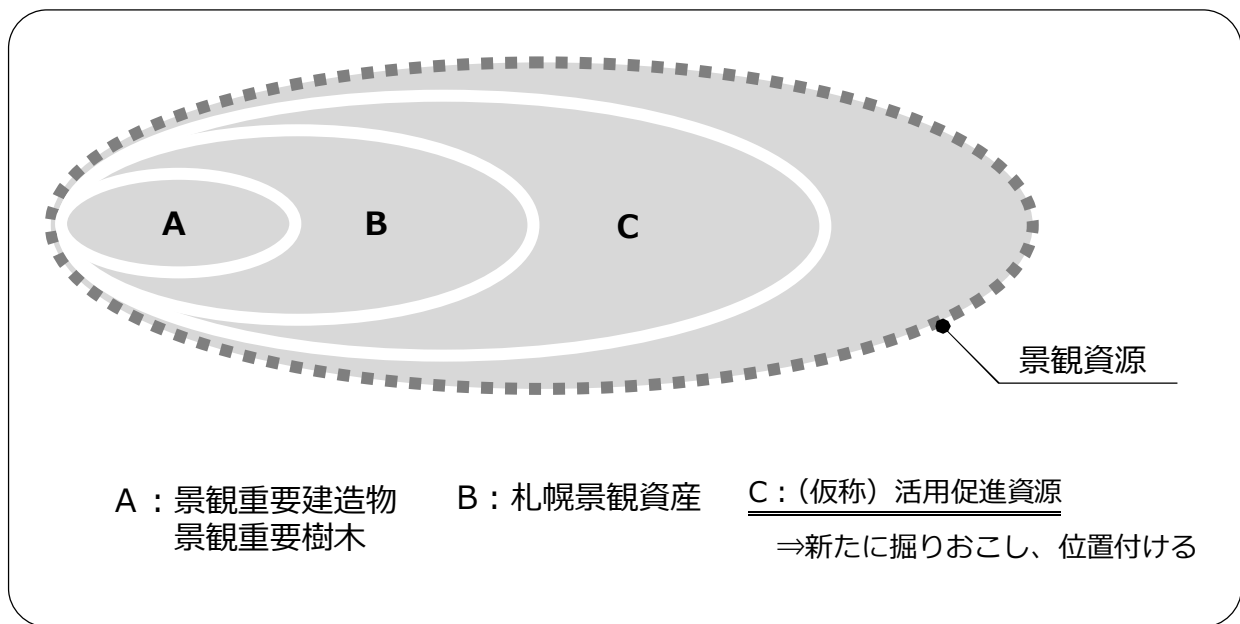 A
B
C
景観資源
A：景観重要建造物
景観重要樹木
B：札幌景観資産
C：（仮称）活用促進資源
⇒新たに掘りおこし、位置付ける